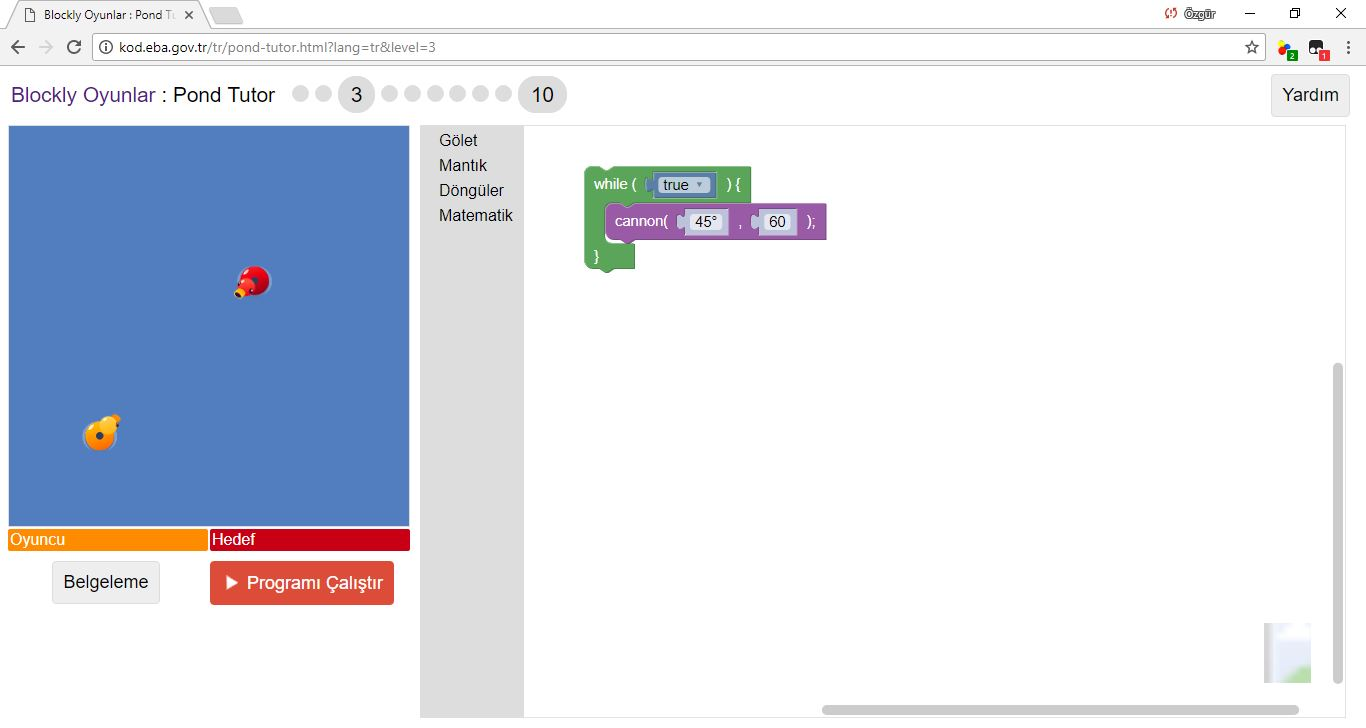 Blockly Oyunlar : Pond Tu
Özgür
kod.eba.gov.tr/tr/pond-tutor.html?lang=tr&level=3
2
1
Blockly Oyunlar : Pond Tutor 3 10
Yardım
Gölet
Mantık
Döngüler
Matematik
while ( true ▾ ) {
cannon( 45° , 60 );
}
Oyuncu
Hedef
Belgeleme
Programı Çalıştır